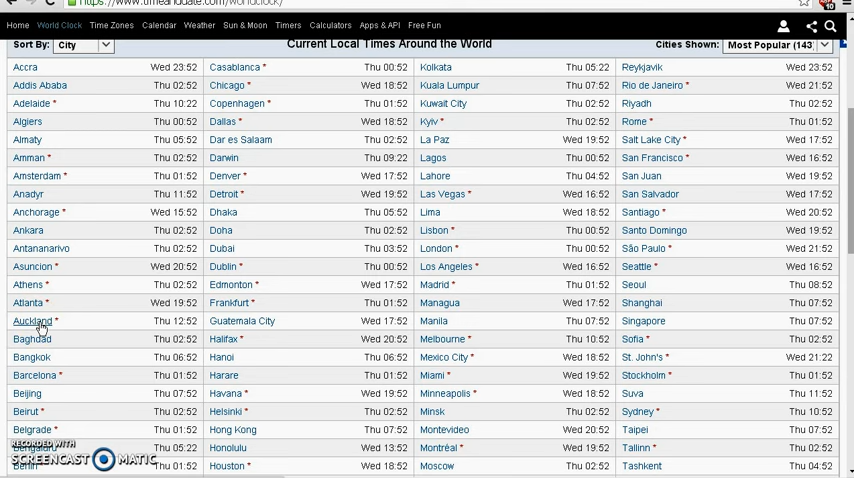 https://www.timeanddate.com/worldclock/
Home World Clock Time Zones Calendar Weather Sun & Moon Timers Calculators Apps & API Free Fun
Sort By: City Current Local Times Around the World Cities Shown: Most Popular (143)
Accra Wed 23:52 Casablanca * Thu 00:52 Kolkata Thu 05:22 Reykjavik Wed 23:52
Addis Ababa Thu 02:52 Chicago * Wed 18:52 Kuala Lumpur Thu 07:52 Rio de Janeiro * Wed 21:52
Adelaide * Thu 10:22 Copenhagen * Thu 01:52 Kuwait City Thu 02:52 Riyadh Thu 02:52
Algiers Thu 00:52 Dallas * Wed 18:52 Kyiv * Thu 02:52 Rome * Thu 01:52
Almaty Thu 05:52 Dar es Salaam Thu 02:52 La Paz Wed 19:52 Salt Lake City * Wed 17:52
Amman * Thu 02:52 Darwin Thu 09:22 Lagos Thu 00:52 San Francisco * Wed 16:52
Amsterdam * Thu 01:52 Denver * Wed 17:52 Lahore Thu 04:52 San Juan Wed 19:52
Anadyr Thu 11:52 Detroit * Wed 19:52 Las Vegas * Wed 16:52 San Salvador Wed 17:52
Anchorage * Wed 15:52 Dhaka Thu 05:52 Lima Wed 18:52 Santiago * Wed 20:52
Ankara Thu 02:52 Doha Thu 02:52 Lisbon * Thu 00:52 Santo Domingo Wed 19:52
Antananarivo Thu 02:52 Dubai Thu 03:52 London * Thu 00:52 São Paulo * Wed 21:52
Asuncion * Wed 20:52 Dublin * Thu 00:52 Los Angeles * Wed 16:52 Seattle * Wed 16:52
Athens * Thu 02:52 Edmonton * Wed 17:52 Madrid * Thu 01:52 Seoul Thu 08:52
Atlanta * Wed 19:52 Frankfurt * Thu 01:52 Managua Wed 17:52 Shanghai Thu 07:52
Auckland * Thu 12:52 Guatemala City Wed 17:52 Manila Thu 07:52 Singapore Thu 07:52
Baghdad Thu 02:52 Halifax * Wed 20:52 Melbourne * Thu 10:52 Sofia * Thu 02:52
Bangkok Thu 06:52 Hanoi Thu 06:52 Mexico City * Wed 18:52 St. John's * Wed 21:22
Barcelona * Thu 01:52 Harare Thu 01:52 Miami * Wed 19:52 Stockholm * Thu 01:52
Beijing Thu 07:52 Havana * Wed 19:52 Minneapolis * Wed 18:52 Suva Thu 11:52
Beirut * Thu 02:52 Helsinki * Thu 02:52 Minsk Thu 02:52 Sydney * Thu 10:52
Belgrade * Thu 01:52 Hong Kong Thu 07:52 Montevideo Wed 20:52 Taipei Thu 07:52
Bengaluru Thu 05:22 Honolulu Wed 13:52 Montréal * Wed 19:52 Tallinn * Thu 02:52
Berlin * Thu 01:52 Houston * Wed 18:52 Moscow Thu 02:52 Tashkent Thu 04:52
RECORDED WITH
SCREENCAST MATIC